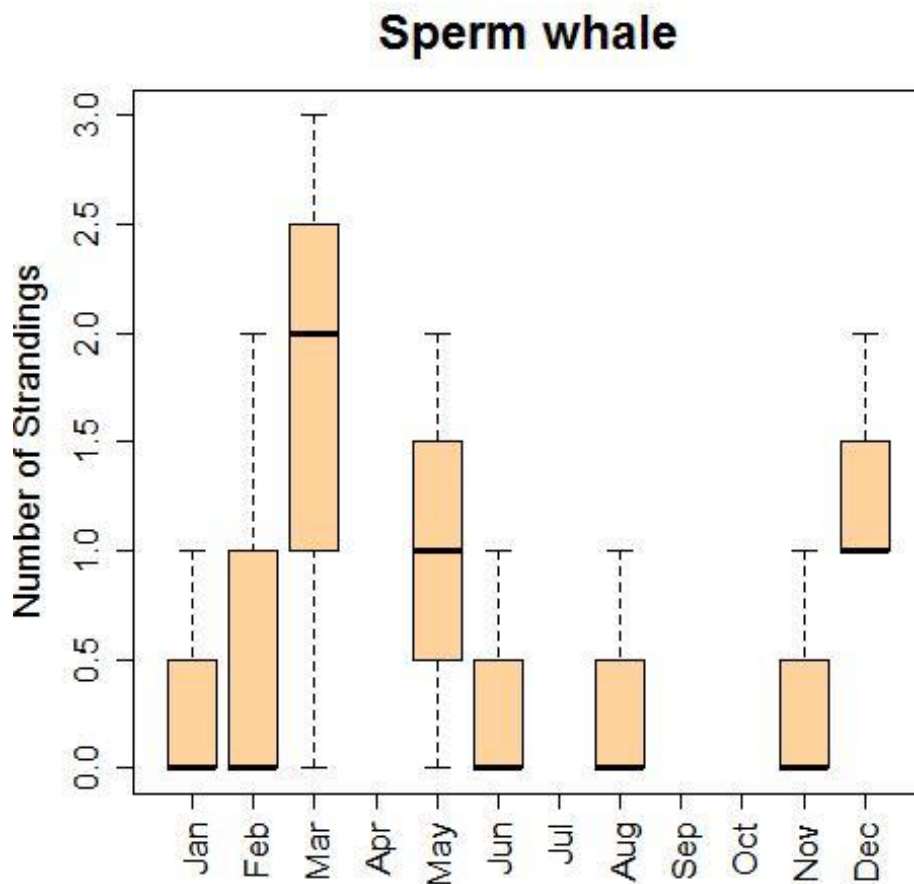 Sperm whale
Number of Strandings
3.0
2.5
2.0
1.5
1.0
0.5
0.0
Jan
Feb
Mar
Apr
May
Jun
Jul
Aug
Sep
Oct
Nov
Dec